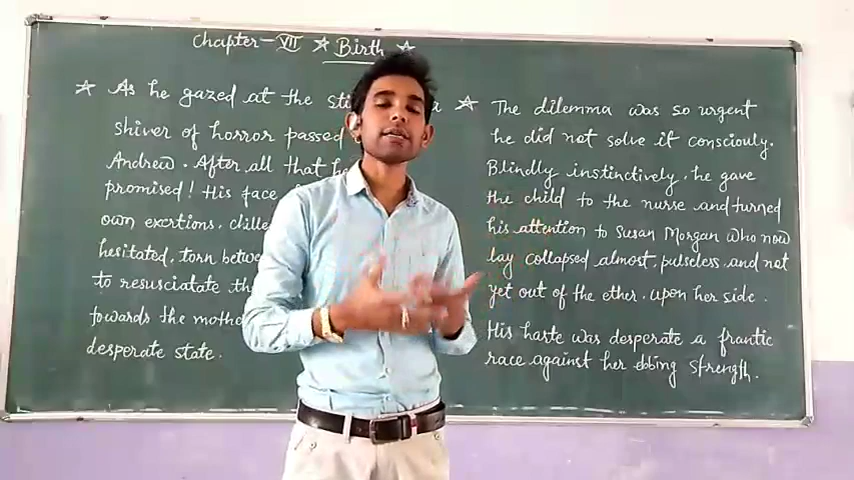 Chapter-VII ☆ Birth ☆
☆ As he gazed at the sti
shiver of horror passed
Andrew. After all that h
promised! His face
own exertions, chille
hesitated, torn betwe
to resusciatate th
towards the moth
desperate state.
☆ The dilemma was so urgent
he did not solve it consciouly.
Blindly instinctively, he gave
the child to the nurse and turned
his attention to Susan Morgan who now
lay collapsed almost, pulseless, and not
yet out of the ether, upon her side.
His haste was desperate a frantic
race against her ebbing strength.